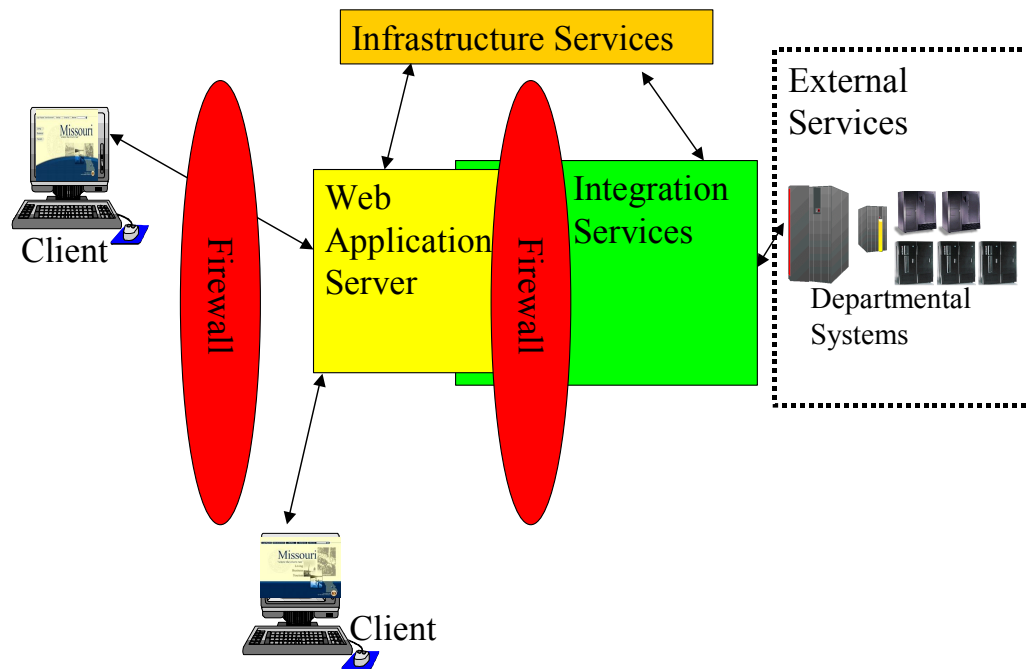 Infrastructure Services
External
Services
Missouri
Client
Firewall
Web
Application
Server
Firewall
Integration
Services
Departmental
Systems
Missouri
Client